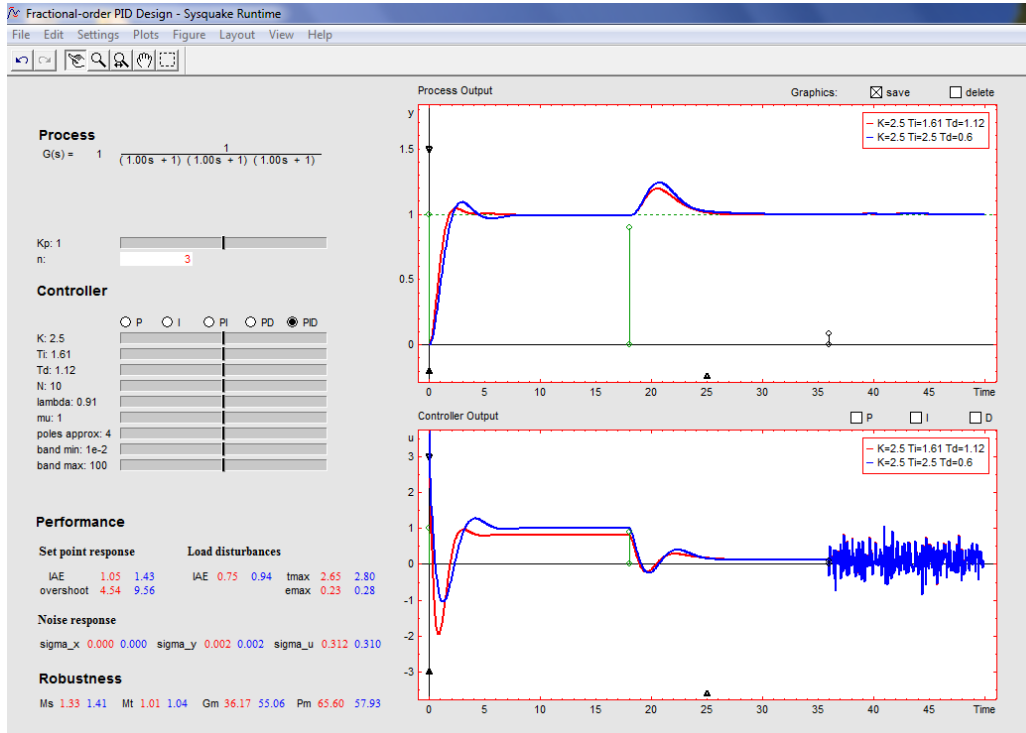 Fractional-order PID Design - Sysquake Runtime
File Edit Settings Plots Figure Layout View Help
Process
G(s) = 1 1
(1.00s + 1) (1.00s + 1) (1.00s + 1)
Kp: 1
n: 3
Controller
P I PI PD PID
K: 2.5
Ti: 1.61
Td: 1.12
N: 10
lambda: 0.91
mu: 1
poles approx: 4
band min: 1e-2
band max: 100
Performance
Set point response Load disturbances
IAE 1.05 1.43 IAE 0.75 0.94 tmax 2.65 2.80
overshoot 4.54 9.56 emax 0.23 0.28
Noise response
sigma_x 0.000 0.000 sigma_y 0.002 0.002 sigma_u 0.312 0.310
Robustness
Ms 1.33 1.41 Mt 1.01 1.04 Gm 36.17 55.06 Pm 65.60 57.93
Process Output Graphics: save delete
y
K=2.5 Ti=1.61 Td=1.12
K=2.5 Ti=2.5 Td=0.6
1.5
1
0.5
0
0 5 10 15 20 25 30 35 40 45 Time
Controller Output P I D
u
K=2.5 Ti=1.61 Td=1.12
K=2.5 Ti=2.5 Td=0.6
3
2
1
0
-1
-2
-3
0 5 10 15 20 25 30 35 40 45 Time